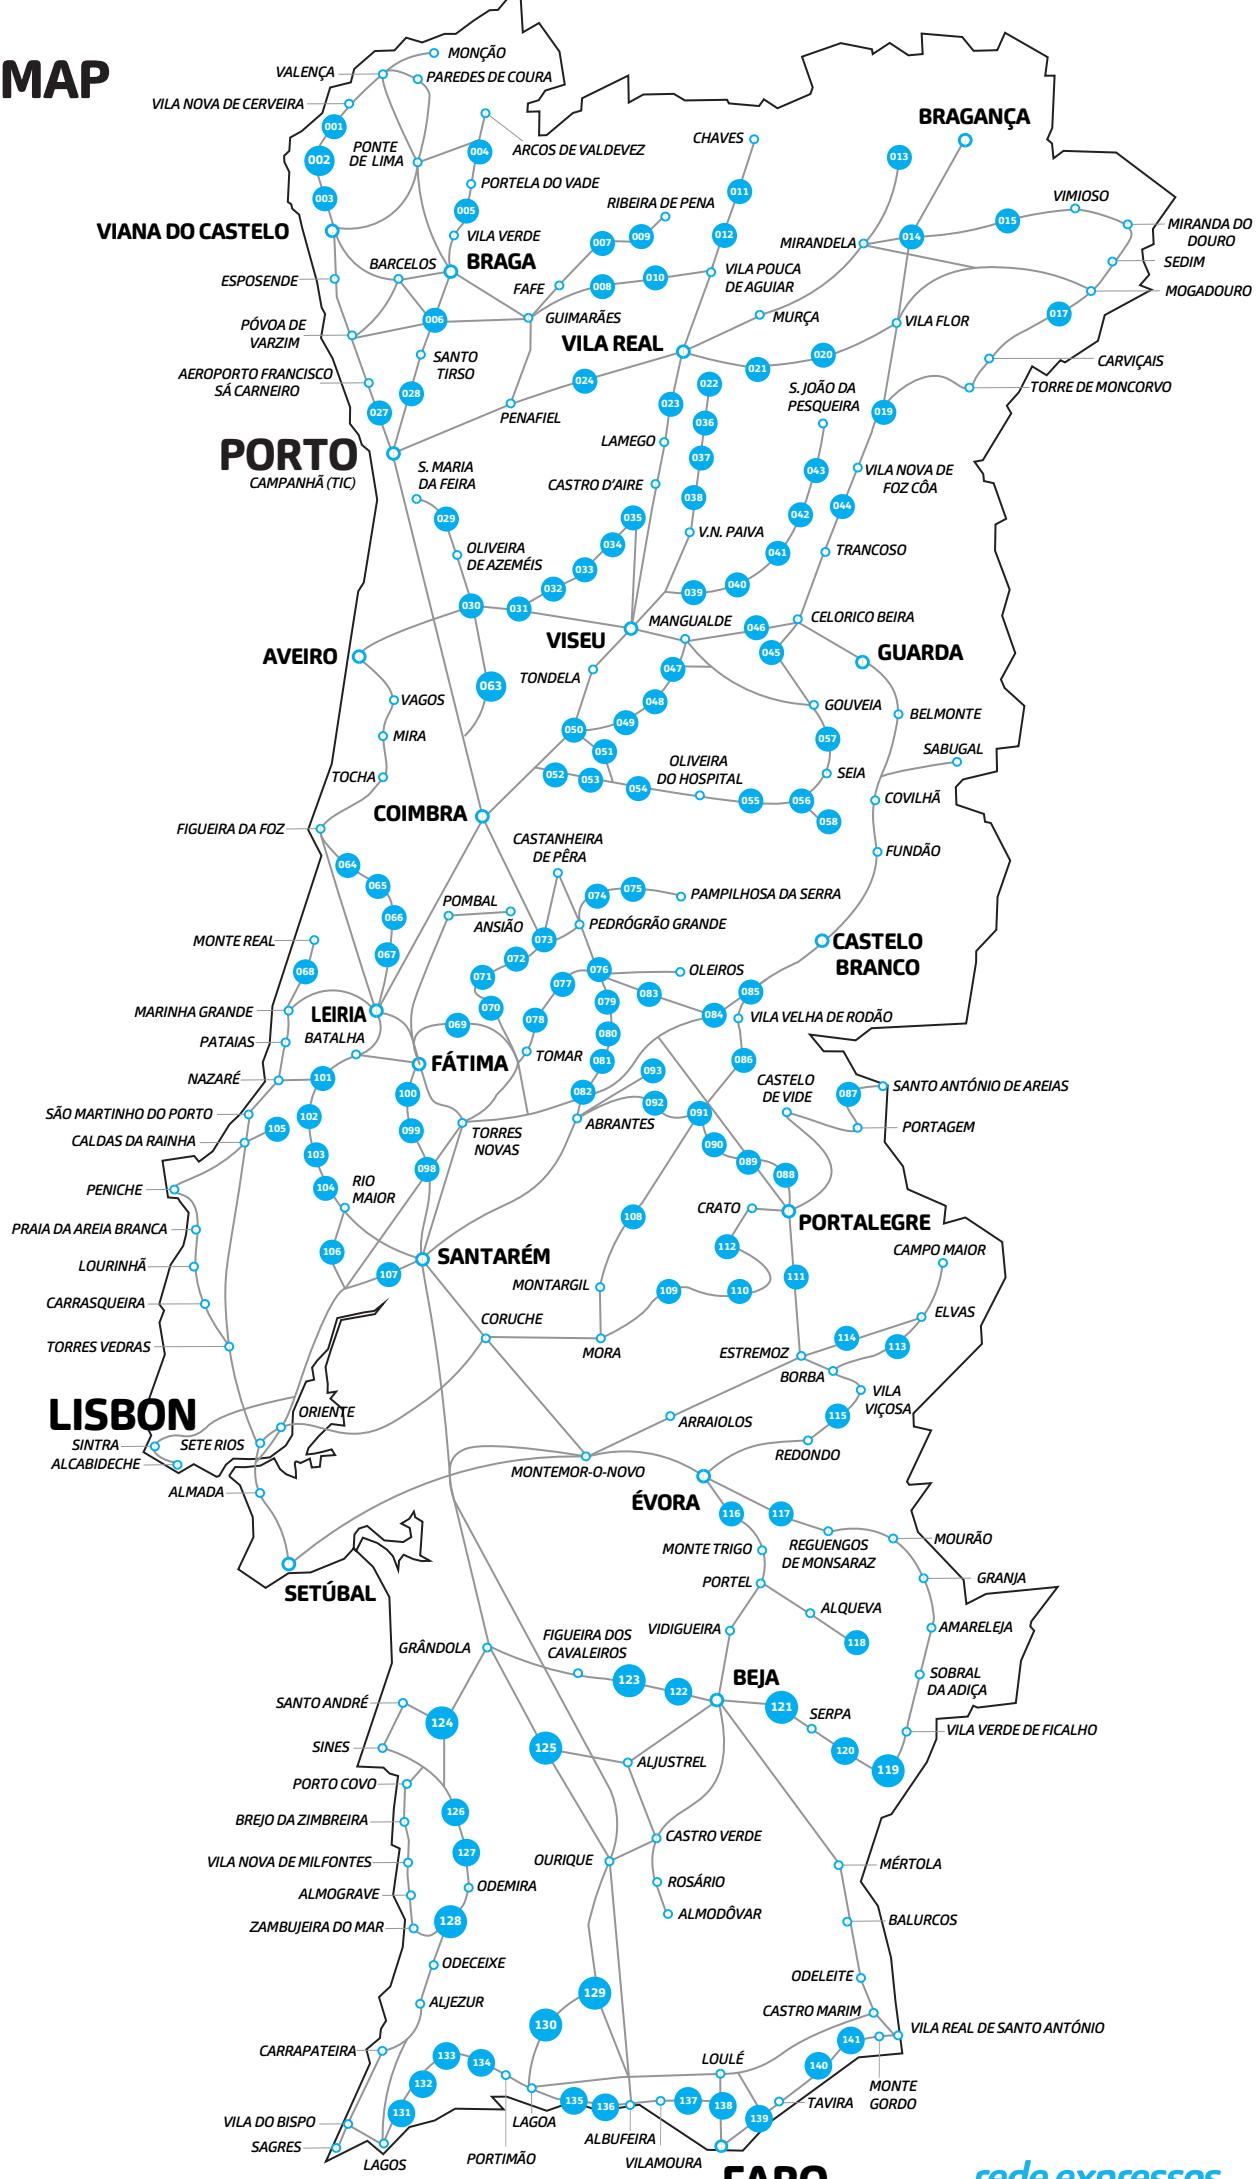 MONÇÃO
MAP
VALENÇA
PAREDES DE COURA
VILA NOVA DE CERVEIRA
001
BRAGANÇA
002
PONTE
DE LIMA
004
ARCOS DE VALDEVEZ
CHAVES
013
003
PORTELA DO VADE
011
VIMIOSO
005
RIBEIRA DE PENA
015
MIRANDA DO
DOURO
VIANA DO CASTELO
VILA VERDE
007
009
012
MIRANDELA
014
BARCELOS
BRAGA
SEDIM
ESPOSENDE
FAFE
008
010
VILA POUCA
DE AGUIAR
MOGADOURO
006
GUIMARÃES
MURÇA
VILA FLOR
017
PÓVOA DE
VARZIM
VILA REAL
SANTO
TIRSO
020
021
CARVIÇAIS
AEROPORTO FRANCISCO
SÁ CARNEIRO
024
022
S. JOÃO DA
PESQUEIRA
TORRE DE MONCORVO
028
027
023
019
PENAFIEL
036
LAMEGO
PORTO
CAMPANHÃ (TIC)
037
S. MARIA
DA FEIRA
043
VILA NOVA DE
FOZ CÔA
CASTRO D'AIRE
038
044
029
035
042
V.N. PAIVA
OLIVEIRA
DE AZEMÉIS
034
041
TRANCOSO
033
032
039
040
030
031
MANGUALDE
046
CELORICO BEIRA
VISEU
045
GUARDA
AVEIRO
047
TONDELA
063
048
VAGOS
GOUVEIA
BELMONTE
049
050
MIRA
057
051
SABUGAL
TOCHA
052
053
OLIVEIRA
DO HOSPITAL
SEIA
054
055
056
COVILHÃ
COIMBRA
058
FIGUEIRA DA FOZ
CASTANHEIRA
DE PÊRA
FUNDÃO
064
065
074
075
PAMPILHOSA DA SERRA
POMBAL
066
ANSIÃO
PEDRÓGRÃO GRANDE
MONTE REAL
073
CASTELO
BRANCO
067
072
068
071
076
OLEIROS
077
083
085
MARINHA GRANDE
LEIRIA
070
079
084
VILA VELHA DE RODÃO
069
078
PATAIAS
BATALHA
080
TOMAR
FÁTIMA
081
086
NAZARÉ
101
093
CASTELO
DE VIDE
087
SANTO ANTÓNIO DE AREIAS
100
082
092
SÃO MARTINHO DO PORTO
102
091
105
099
TORRES
NOVAS
ABRANTES
PORTAGEM
CALDAS DA RAINHA
090
103
089
098
088
PENICHE
104
RIO
MAIOR
CRATO
PORTALEGRE
PRAIA DA AREIA BRANCA
108
106
SANTARÉM
112
CAMPO MAIOR
LOURINHÃ
107
111
MONTARGIL
109
110
CARRASQUEIRA
CORUCHE
ELVAS
TORRES VEDRAS
MORA
ESTREMOZ
114
113
BORBA
VILA
VIÇOSA
LISBON
ORIENTE
ARRAIOLOS
115
SINTRA
SETE RIOS
REDONDO
ALCABIDECHE
MONTEMOR-O-NOVO
ALMADA
ÉVORA
116
117
REGUENGOS
DE MONSARAZ
MOURÃO
MONTE TRIGO
SETÚBAL
PORTEL
GRANJA
ALQUEVA
FIGUEIRA DOS
CAVALEIROS
VIDIGUEIRA
AMARELEJA
GRÂNDOLA
118
123
BEJA
SOBRAL
DA ADIÇA
122
SANTO ANDRÉ
121
124
SERPA
VILA VERDE DE FICALHO
SINES
125
120
ALJUSTREL
119
PORTO COVO
126
BREJO DA ZIMBREIRA
CASTRO VERDE
127
VILA NOVA DE MILFONTES
OURIQUE
MÉRTOLA
ALMOGRAVE
ODEMIRA
ROSÁRIO
ALMODÔVAR
ZAMBUJEIRA DO MAR
128
BALURCOS
ODECEIXE
ODELEITE
129
ALJEZUR
CASTRO MARIM
130
VILA REAL DE SANTO ANTÓNIO
CARRAPATEIRA
133
134
LOULÉ
141
132
140
MONTE
GORDO
131
135
136
137
138
TAVIRA
VILA DO BISPO
LAGOA
139
SAGRES
ALBUFEIRA
LAGOS
PORTIMÃO
VILAMOURA
FARO
rede expressos